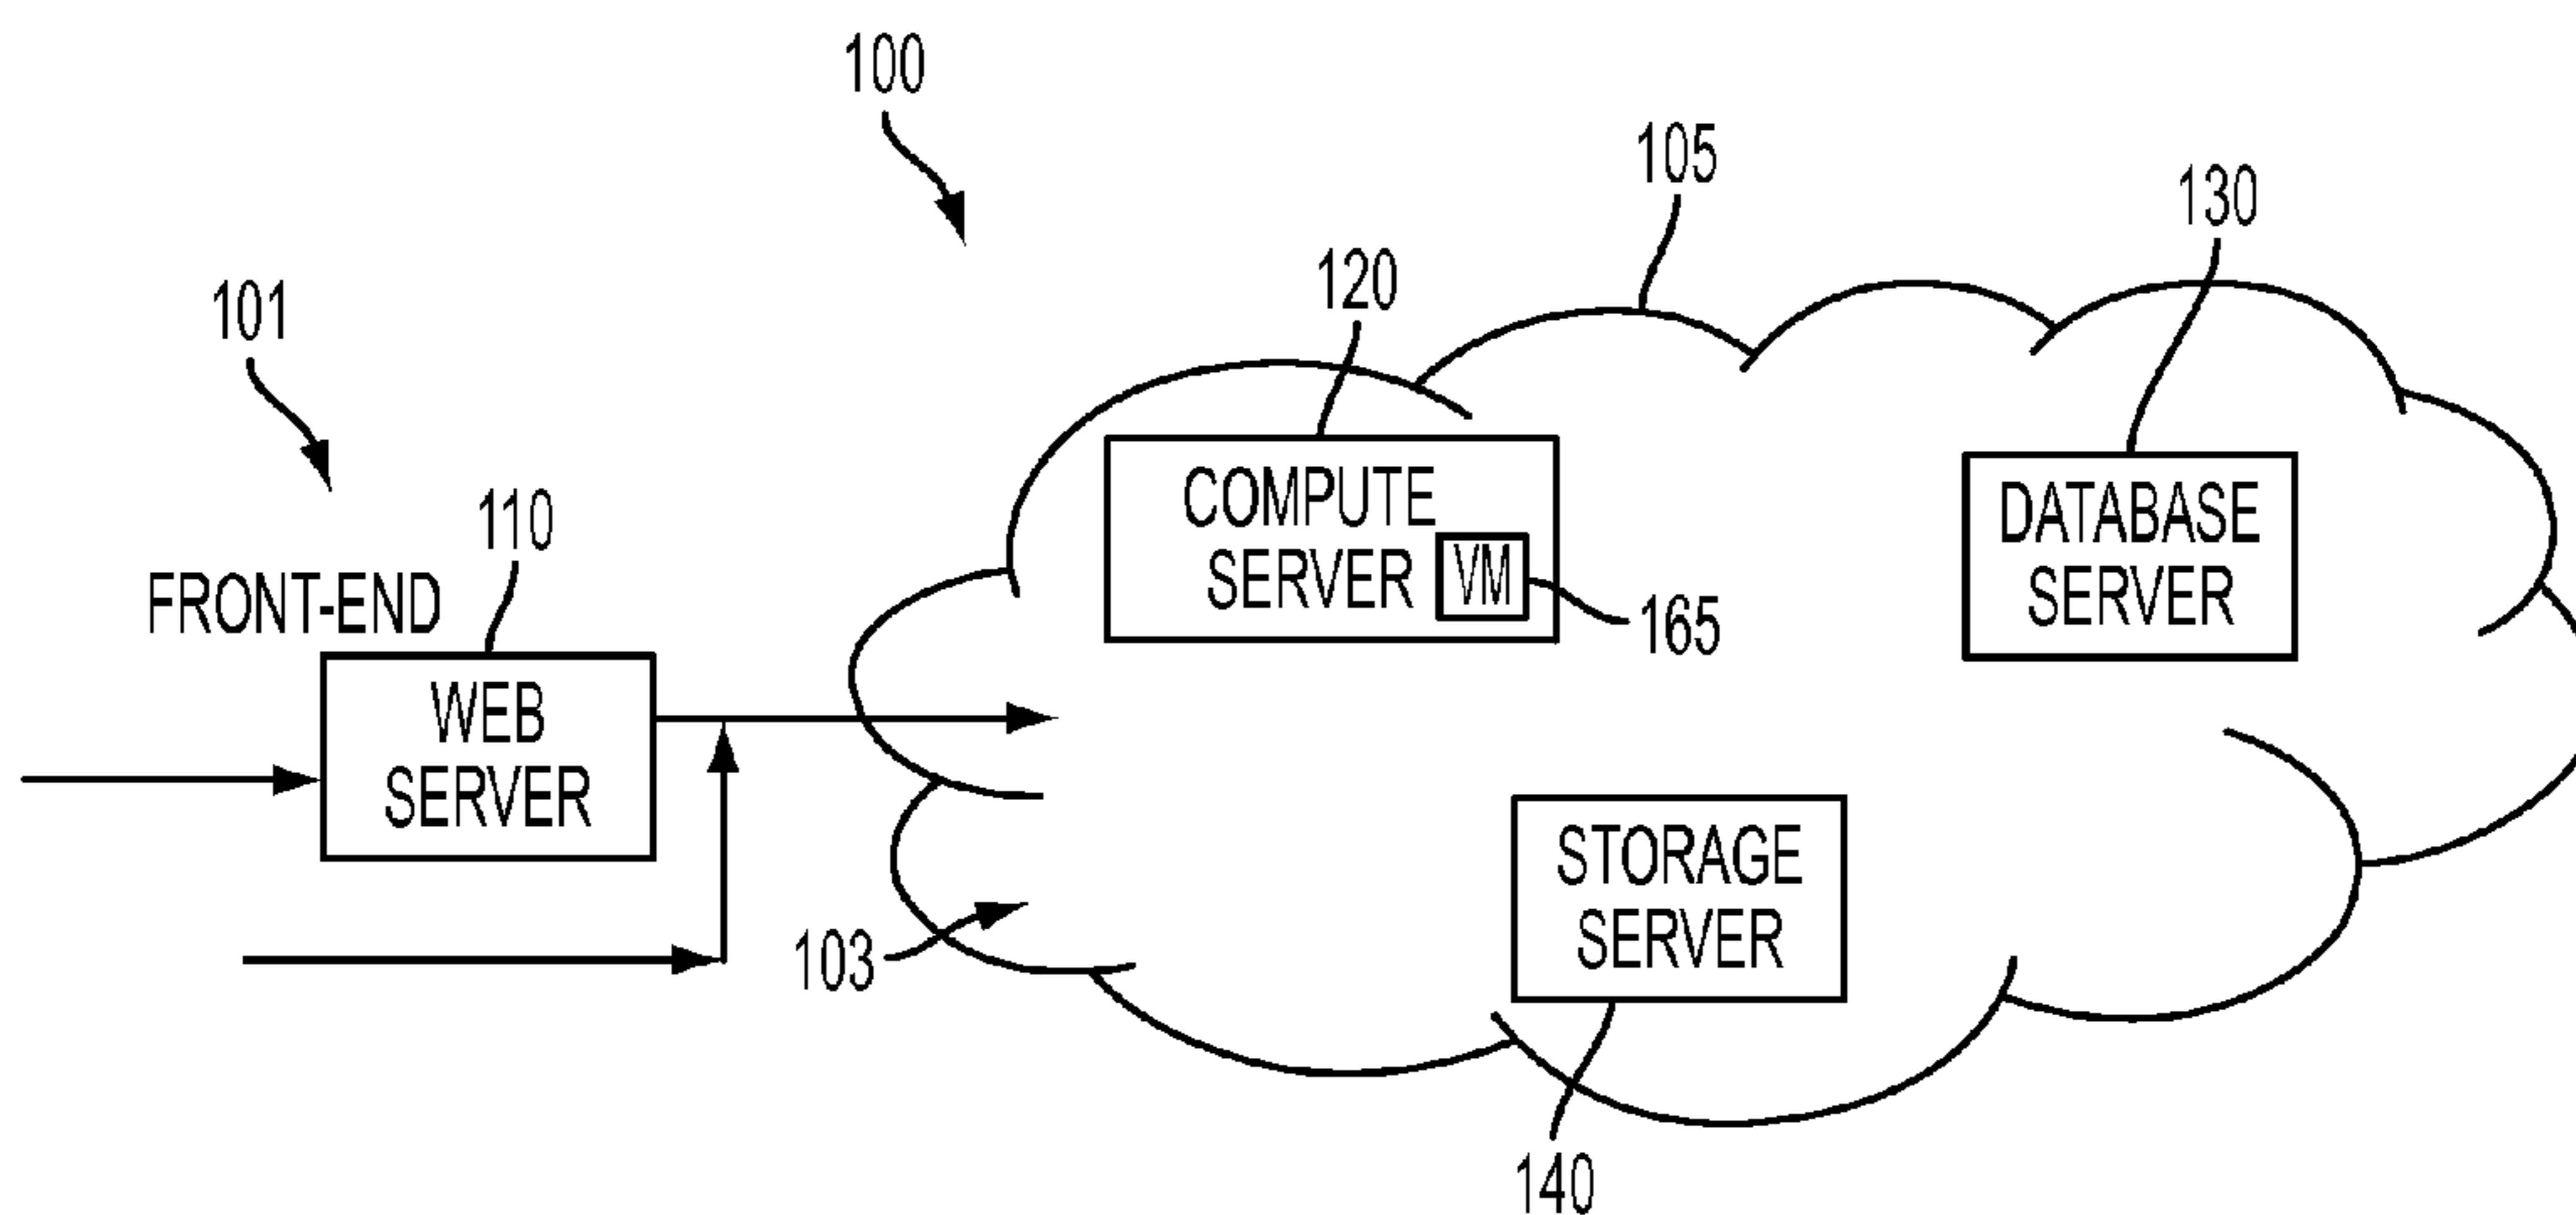 100
105
130
120
101
110
FRONT-END
COMPUTE
SERVER
VM
165
DATABASE
SERVER
WEB
SERVER
STORAGE
SERVER
103
140